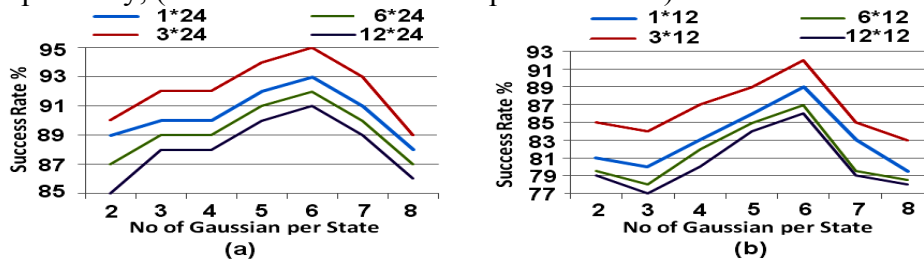 1*24 6*24
3*24 12*24
Success Rate %
95
93
91
89
87
85
2 3 4 5 6 7 8
No of Gaussian per State
(a)
1*12 6*12
3*12 12*12
Success Rate %
93
91
89
87
85
83
81
79
77
2 3 4 5 6 7 8
No of Gaussian per State
(b)